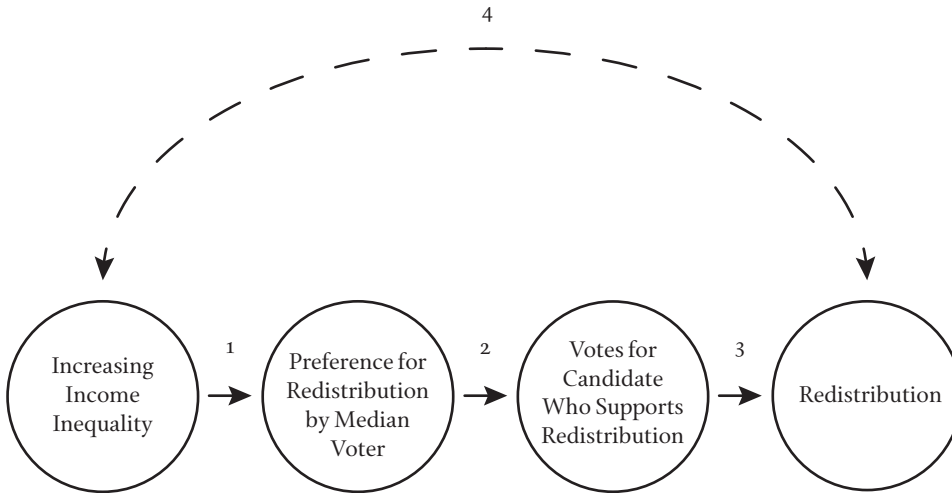 4
Increasing
Income
Inequality
1
Preference for
Redistribution
by Median
Voter
2
Votes for
Candidate
Who Supports
Redistribution
3
Redistribution